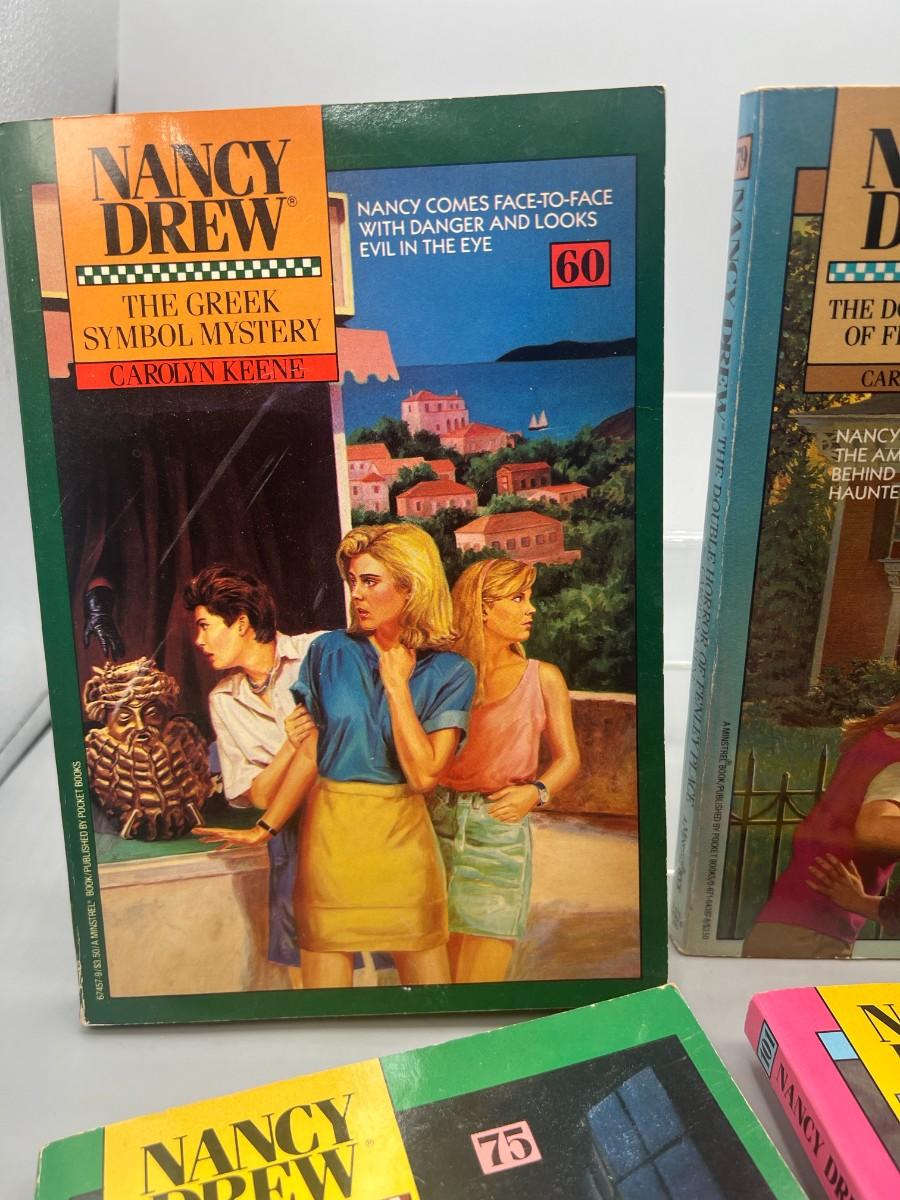 NANCY
DREW®
THE GREEK
SYMBOL MYSTERY
CAROLYN KEENE
NANCY COMES FACE-TO-FACE
WITH DANGER AND LOOKS
EVIL IN THE EYE
60
67457-9/$3.50/A MINSTREL® BOOK/PUBLISHED BY POCKET BOOKS
79
NANCY DREW
THE DOUBLE HORROR OF FENLEY PLACE
N
D
THE DO
OF FE
CAR
NANCY
THE AM
BEHIND
HAUNTE
A MINSTREL® BOOK/PUBLISHED BY POCKET BOOKS
NANCY
DREW
®
75
NANCY DR
N